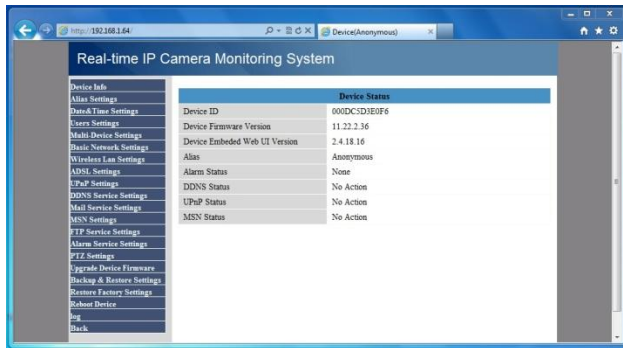 http://192.168.1.64/
Device(Anonymous)
Real-time IP Camera Monitoring System
Device Info
Alias Settings
Date&Time Settings
Users Settings
Multi-Device Settings
Basic Network Settings
Wireless Lan Settings
ADSL Settings
UPnP Settings
DDNS Service Settings
Mail Service Settings
MSN Settings
FTP Service Settings
Alarm Service Settings
PTZ Settings
Upgrade Device Firmware
Backup & Restore Settings
Restore Factory Settings
Reboot Device
log
Back
Device Status
Device ID 000DC5D3E0F6
Device Firmware Version 11.22.2.36
Device Embeded Web UI Version 2.4.18.16
Alias Anonymous
Alarm Status None
DDNS Status No Action
UPnP Status No Action
MSN Status No Action